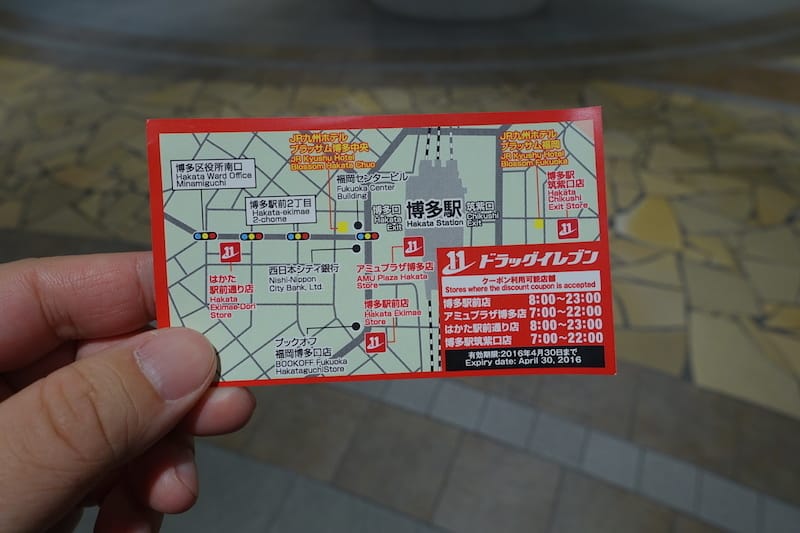 JR九州ホテル
ブラッサム博多中央
JR Kyushu Hotel
Blossom Hakata Chuo
JR九州ホテル
ブラッサム福岡
JR Kyushu Hotel
Blossom Fukuoka
博多区役所南口
Hakata Ward Office
Minamiguchi
福岡センタービル
Fukuoka Center
Building
博多駅
筑紫口店
Hakata
Chikushi
Exit Store
博多駅前2丁目
Hakata-ekimae
2-chome
博多口
Hakata
Exit
博多駅
Hakata Station
筑紫口
Chikushi
Exit
はかた
駅前通り店
Hakata
Ekimae-Dori
Store
西日本シティ銀行
Nishi-Nippon
City Bank, Ltd.
アミュプラザ博多店
AMU Plaza Hakata
Store
博多駅前店
Hakata Ekimae
Store
ブックオフ
福岡博多口店
BOOKOFF Fukuoka
Hakataguchi Store
11 ドラッグイレブン
クーポン利用可能店舗
Stores where the discount coupon is accepted
博多駅前店 8:00~23:00
アミュプラザ博多店 7:00~22:00
はかた駅前通り店 8:00~23:00
博多駅筑紫口店 7:00~22:00
有効期限:2016年4月30日まで
Expiry date: April 30, 2016